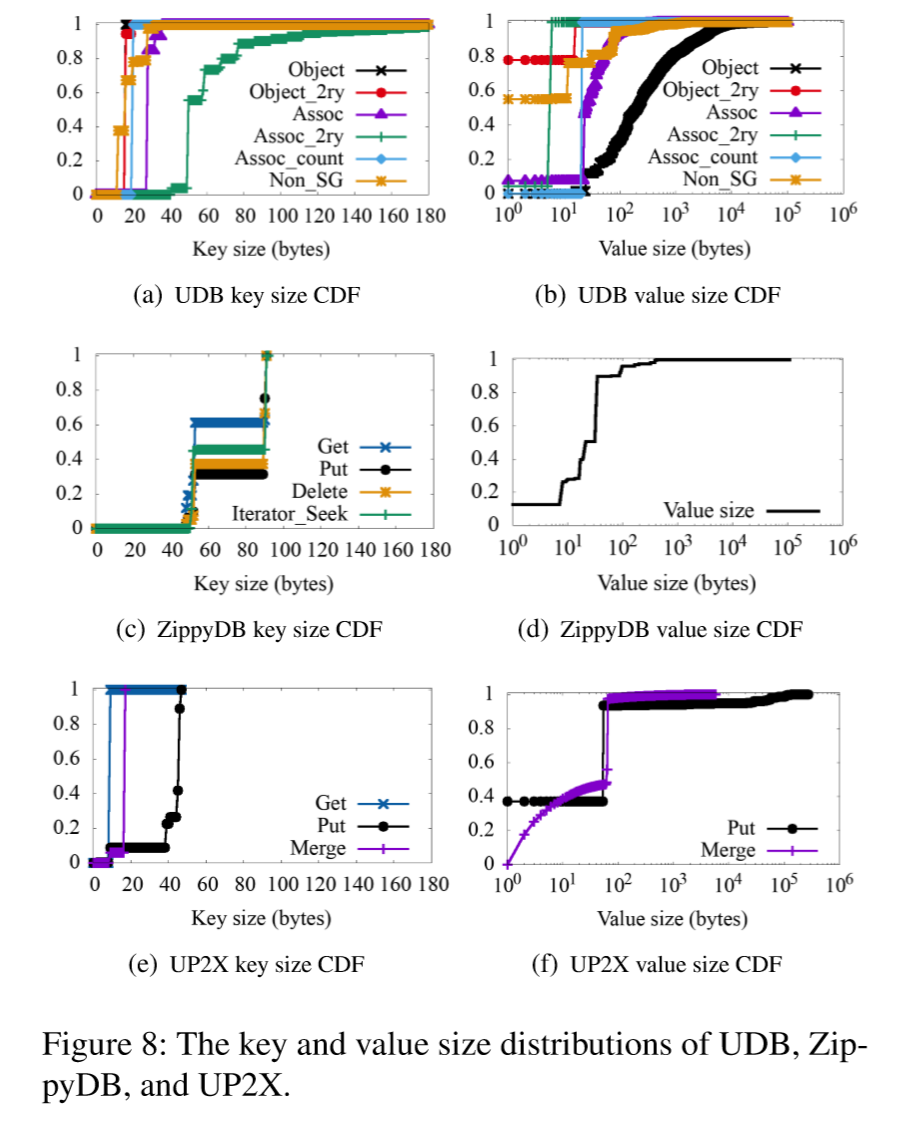 1
0.8
0.6
0.4
0.2
0
Object
Object_2ry
Assoc
Assoc_2ry
Assoc_count
Non_SG
0 20 40 60 80 100 120 140 160 180
Key size (bytes)
(a) UDB key size CDF
1
0.8
0.6
0.4
0.2
0
Object
Object_2ry
Assoc
Assoc_2ry
Assoc_count
Non_SG
10^0 10^1 10^2 10^3 10^4 10^5 10^6
Value size (bytes)
(b) UDB value size CDF
1
0.8
0.6
0.4
0.2
0
Get
Put
Delete
Iterator_Seek
0 20 40 60 80 100 120 140 160 180
Key size (bytes)
(c) ZippyDB key size CDF
1
0.8
0.6
0.4
0.2
0
Value size
10^0 10^1 10^2 10^3 10^4 10^5 10^6
Value size (bytes)
(d) ZippyDB value size CDF
1
0.8
0.6
0.4
0.2
0
Get
Put
Merge
0 20 40 60 80 100 120 140 160 180
Key size (bytes)
(e) UP2X key size CDF
1
0.8
0.6
0.4
0.2
0
Put
Merge
10^0 10^1 10^2 10^3 10^4 10^5 10^6
Value size (bytes)
(f) UP2X value size CDF
Figure 8: The key and value size distributions of UDB, Zip-
pyDB, and UP2X.